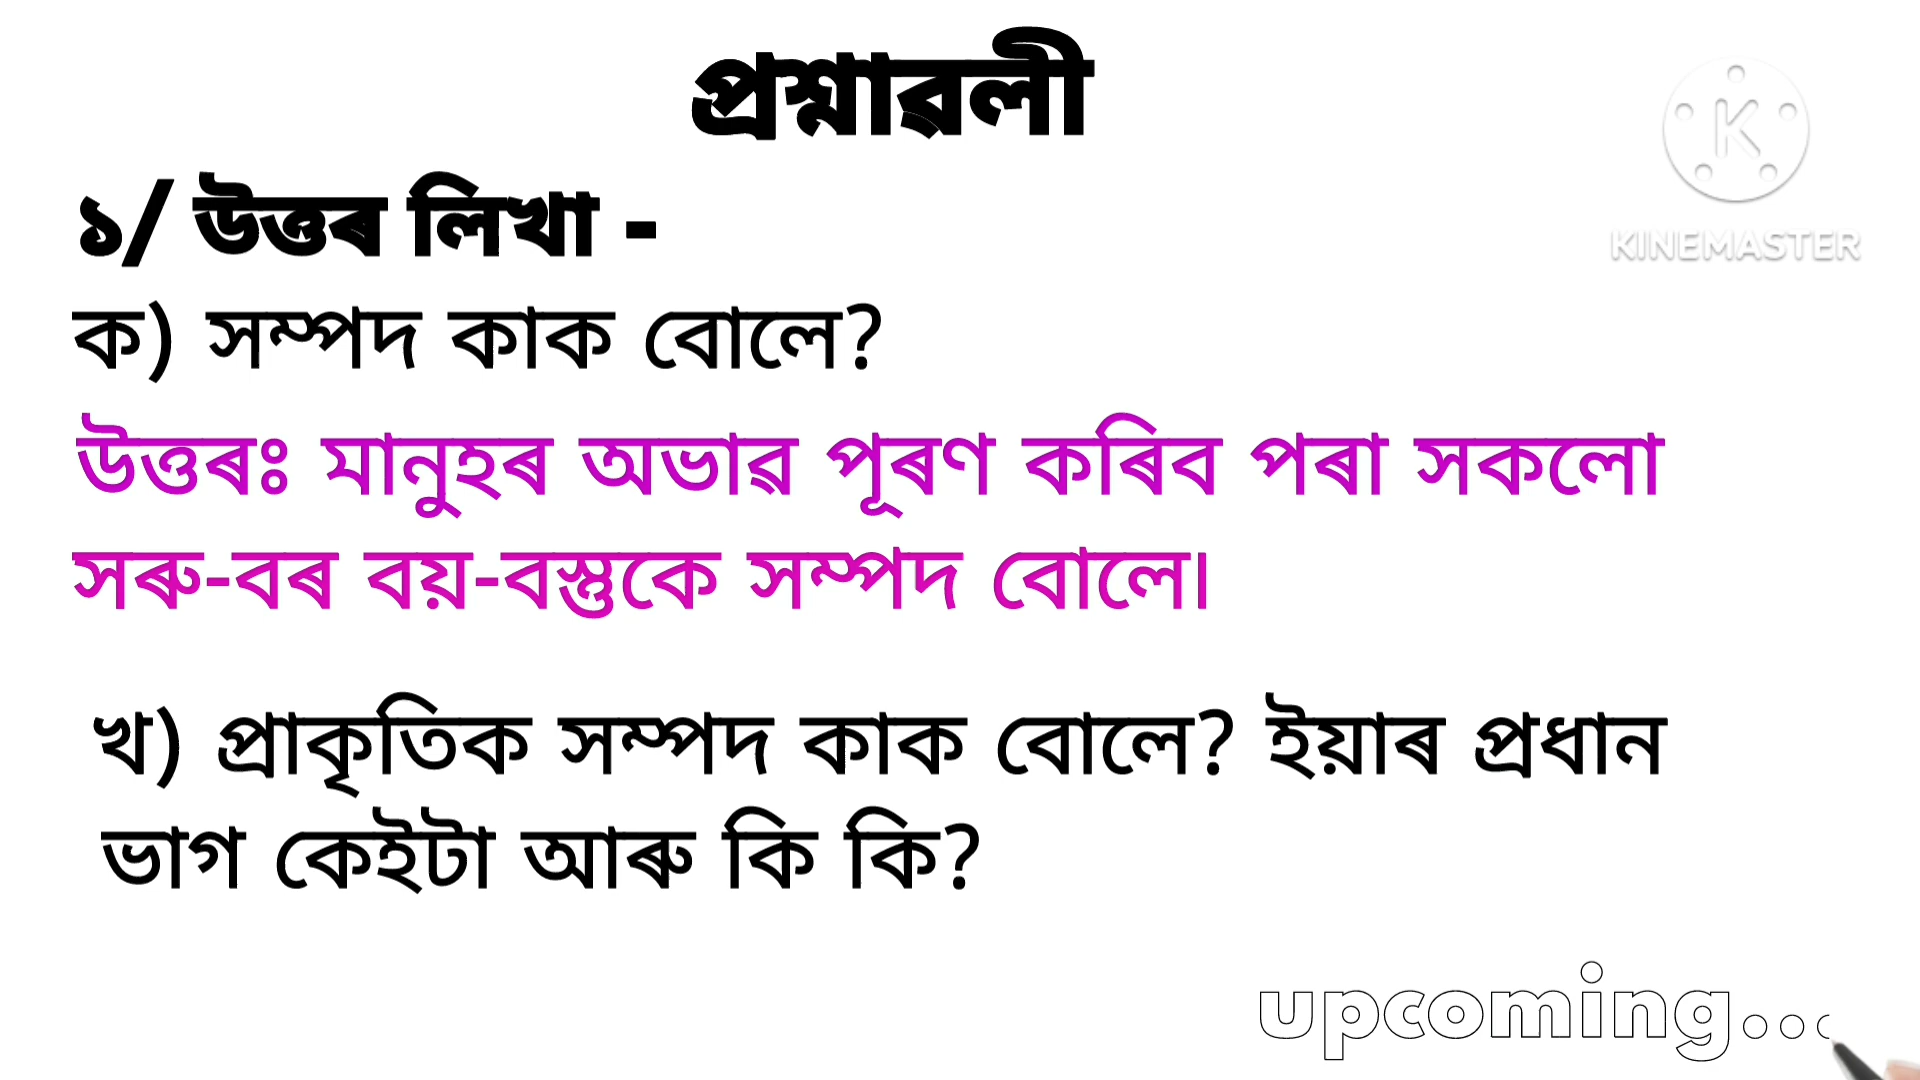 প্ৰশ্নাৱলী
KINEMASTER
১/ উত্তৰ লিখা -
ক) সম্পদ কাক বোলে?
উত্তৰঃ মানুহৰ অভাৱ পূৰণ কৰিব পৰা সকলো
সৰু-বৰ বয়-বস্তুকে সম্পদ বোলে৷
খ) প্ৰাকৃতিক সম্পদ কাক বোলে? ইয়াৰ প্ৰধান
ভাগ কেইটা আৰু কি কি?
upcoming...